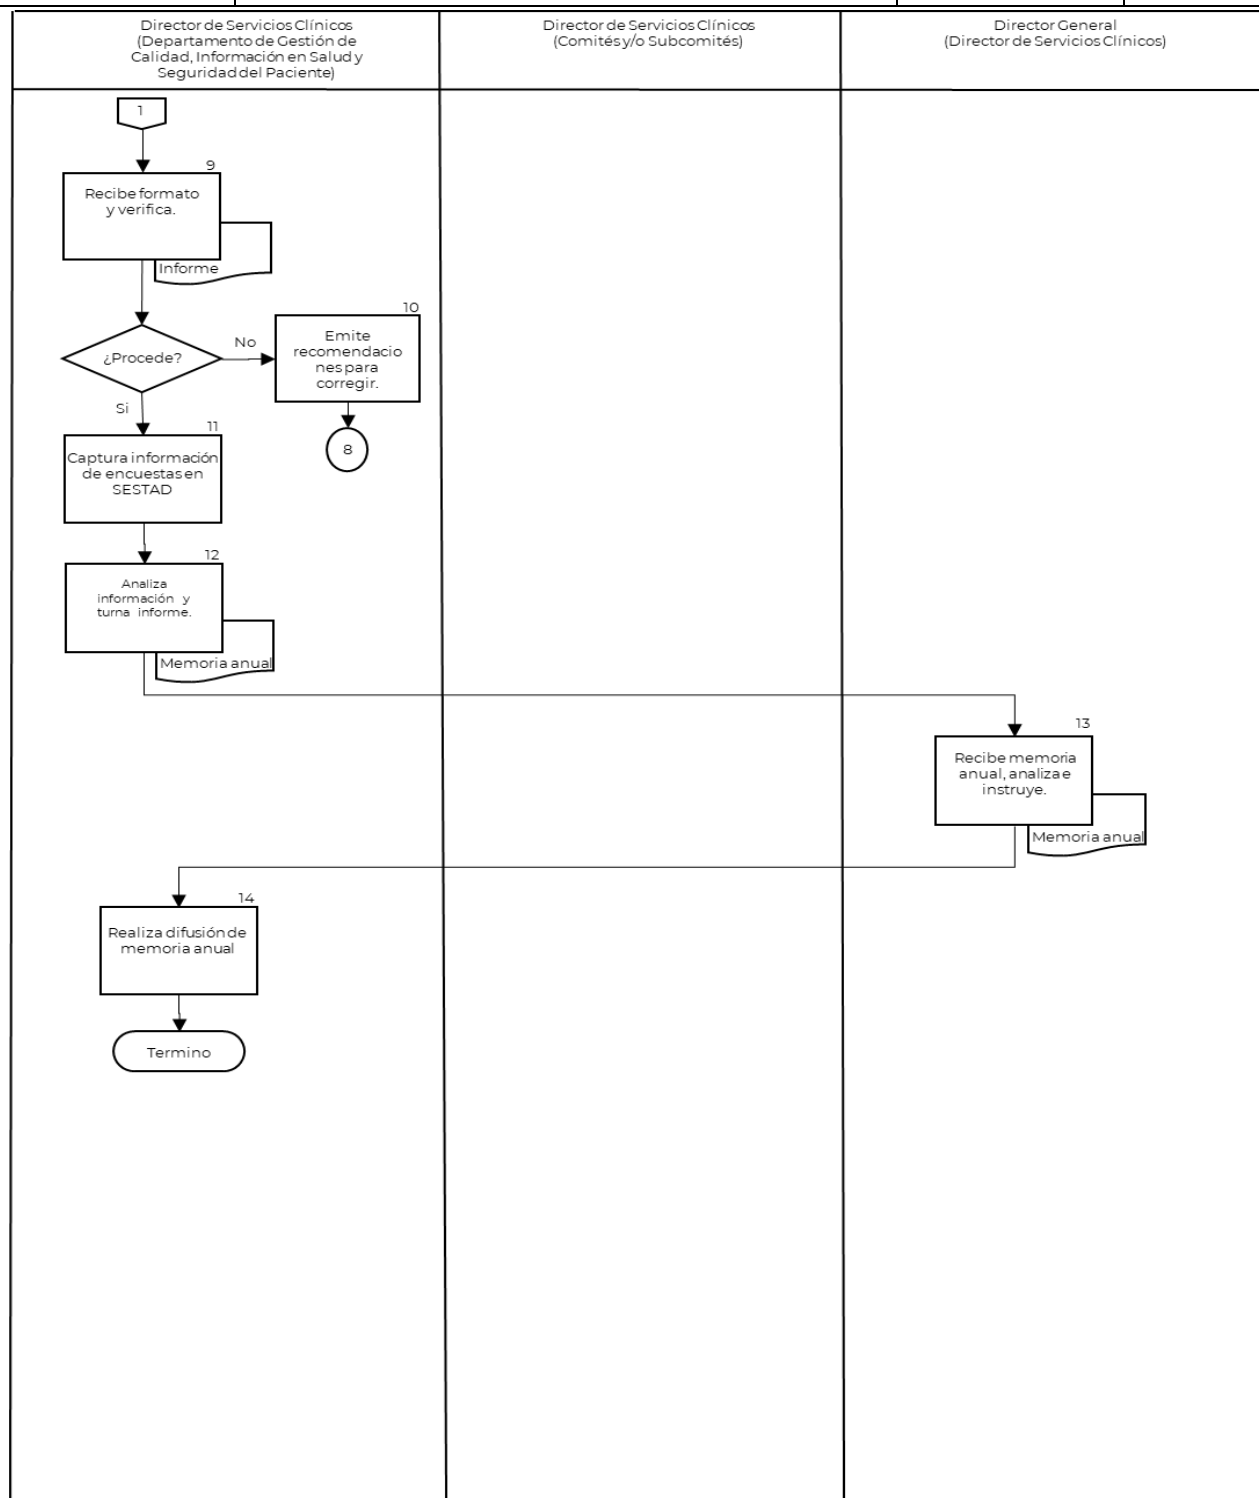 Director de Servicios Clínicos
(Departamento de Gestión de
Calidad, Información en Salud y
Seguridad del Paciente)
Director de Servicios Clínicos
(Comités y/o Subcomités)
Director General
(Director de Servicios Clínicos)
1
9
Recibe formato
y verifica.
Informe
¿Procede?
No
10
Emite
recomendacio
nes para
corregir.
8
Si
11
Captura información
de encuestas en
SESTAD
12
Analiza
información y
turna informe.
Memoria anual
13
Recibe memoria
anual, analiza e
instruye.
Memoria anual
14
Realiza difusión de
memoria anual
Termino